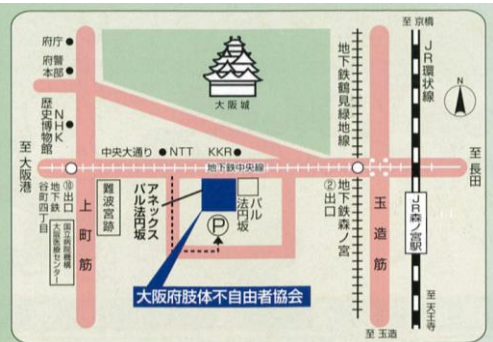 至 京橋
府庁
府警
本部
NHK
歴史博物館
大阪城
地下鉄鶴見緑地線
JR環状線
N
至 大阪港
中央大通り
NTT
KKR
地下鉄中央線
至 長田
⑩出口
地下鉄
谷町四丁目
国立病院機構
大阪医療センター
上町筋
難波宮跡
アネックス
パル法円坂
パル
法円坂
P
②出口
地下鉄森ノ宮
玉造筋
JR森ノ宮駅
大阪府肢体不自由者協会
至 天王寺
至 玉造